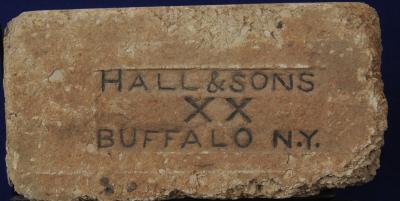 HALL & SONS
XX
BUFFALO N.Y.